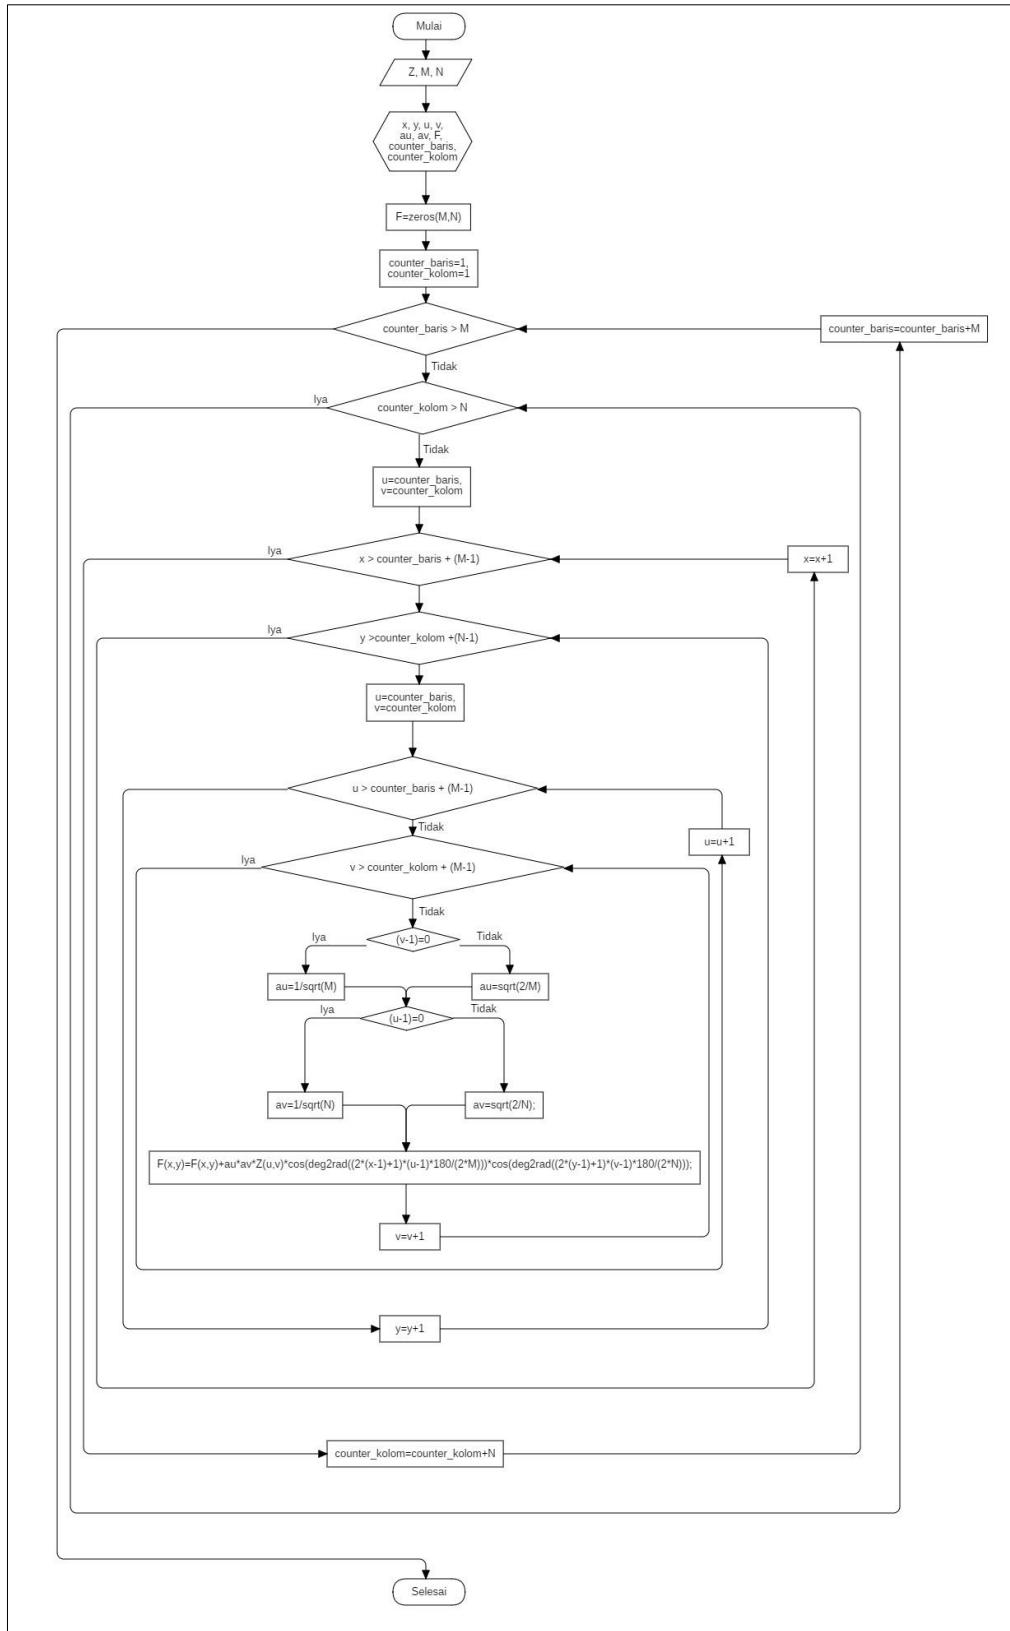 Mulai
Z, M, N
x, y, u, v,
au, av, F,
counter_baris,
counter_kolom
F=zeros(M,N)
counter_baris=1,
counter_kolom=1
counter_baris > M
counter_baris=counter_baris+M
Tidak
Iya
counter_kolom > N
Tidak
u=counter_baris,
v=counter_kolom
Iya
x > counter_baris + (M-1)
x=x+1
Iya
y >counter_kolom +(N-1)
u=counter_baris,
v=counter_kolom
u > counter_baris + (M-1)
Tidak
u=u+1
Iya
v > counter_kolom + (M-1)
Tidak
Iya
(v-1)=0
Tidak
au=1/sqrt(M)
au=sqrt(2/M)
Iya
(u-1)=0
Tidak
av=1/sqrt(N)
av=sqrt(2/N);
F(x,y)=F(x,y)+au*av*Z(u,v)*cos(deg2rad((2*(x-1)+1)*(u-1)*180/(2*M)))*cos(deg2rad((2*(y-1)+1)*(v-1)*180/(2*N)));
v=v+1
y=y+1
counter_kolom=counter_kolom+N
Selesai